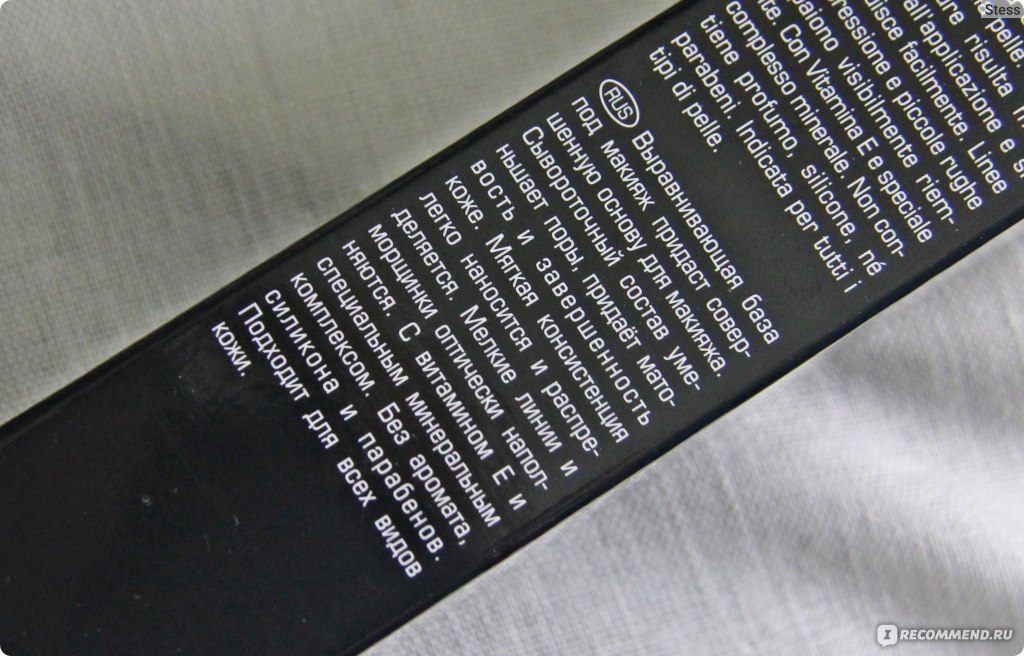 Stess
pelle
are risulta
all'applicazione e s
disce facilmente. Linee
pressione e piccole rughe
paiono visibilmente riem-
te. Con Vitamina E e speciale
complesso minerale. Non con-
tiene profumo, silicone, né
parabeni. Indicata per tutti i
tipi di pelle.
RUS Выравнивающая база
под макияж придаст совер-
шенную основу для макияжа.
Сывороточный состав уме-
ньшает поры, придаёт мато-
вость и завершенность
коже. Мягкая консистенция
легко наносится и распре-
деляется. Мелкие линии и
морщинки оптически напол-
няются. С витамином Е и
специальным минеральным
комплексом. Без аромата,
силикона и парабенов.
Подходит для всех видов
кожи.
IRECOMMEND.RU